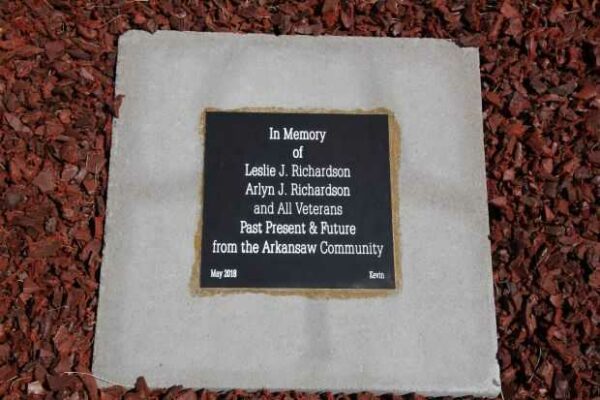 In Memory
of
Leslie J. Richardson
Arlyn J. Richardson
and All Veterans
Past Present & Future
from the Arkansaw Community
May 2018 Kevin